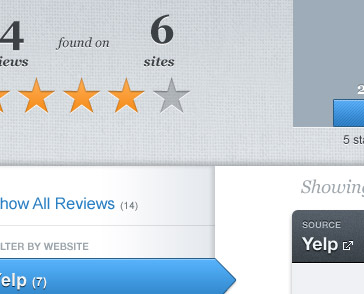 4 found on 6
iews sites
2
5 sta
how All Reviews (14)
Showing
LTER BY WEBSITE
SOURCE
Yelp
elp (7)